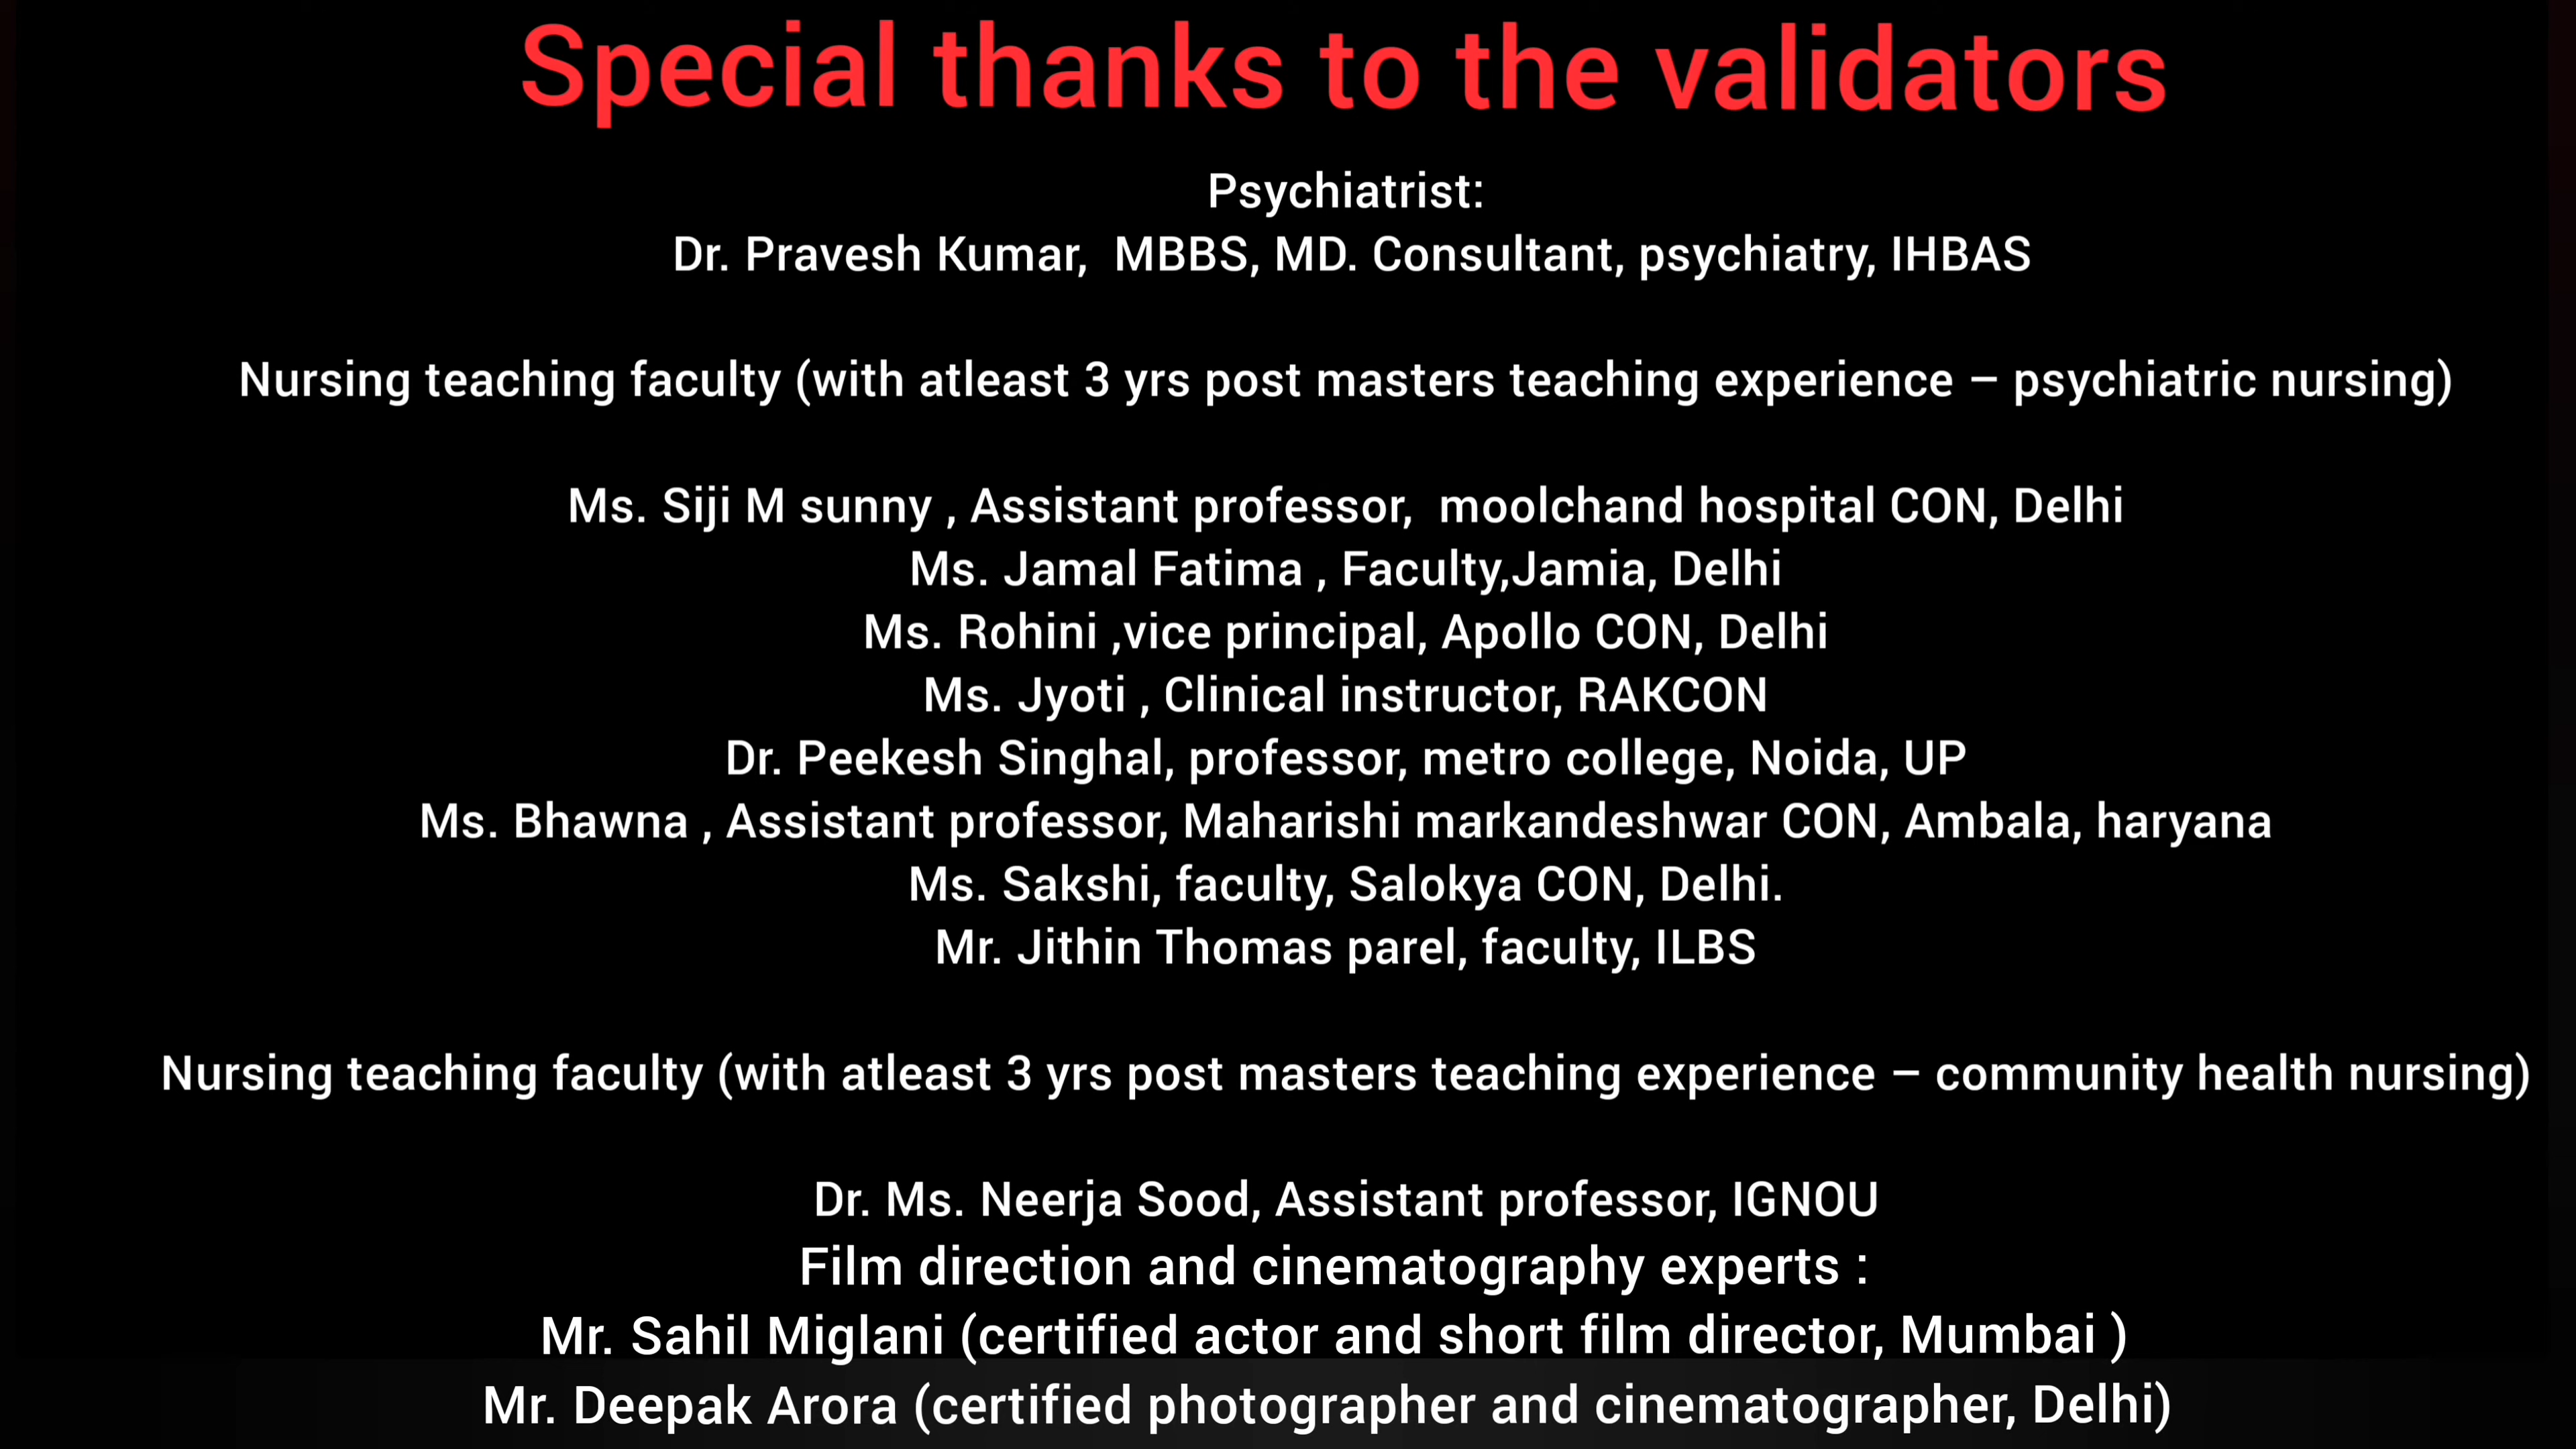 Special thanks to the validators
Psychiatrist:
Dr. Pravesh Kumar,  MBBS, MD. Consultant, psychiatry, IHBAS
Nursing teaching faculty (with atleast 3 yrs post masters teaching experience – psychiatric nursing)
Ms. Siji M sunny , Assistant professor,  moolchand hospital CON, Delhi
Ms. Jamal Fatima , Faculty,Jamia, Delhi
Ms. Rohini ,vice principal, Apollo CON, Delhi
Ms. Jyoti , Clinical instructor, RAKCON
Dr. Peekesh Singhal, professor, metro college, Noida, UP
Ms. Bhawna , Assistant professor, Maharishi markandeshwar CON, Ambala, haryana
Ms. Sakshi, faculty, Salokya CON, Delhi.
Mr. Jithin Thomas parel, faculty, ILBS
Nursing teaching faculty (with atleast 3 yrs post masters teaching experience – community health nursing)
Dr. Ms. Neerja Sood, Assistant professor, IGNOU
Film direction and cinematography experts :
Mr. Sahil Miglani (certified actor and short film director, Mumbai )
Mr. Deepak Arora (certified photographer and cinematographer, Delhi)